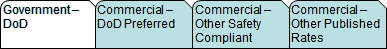 Government –
DoD
Commercial –
DoD Preferred
Commercial –
Other Safety
Compliant
Commercial –
Other Published
Rates